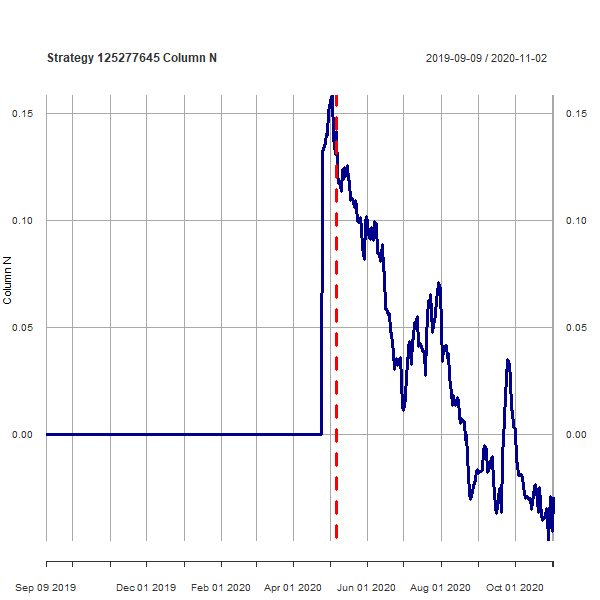 Strategy 125277645 Column N
2019-09-09 / 2020-11-02
0.15
0.15
0.10
0.10
0.05
0.05
0.00
0.00
Column N
Sep 09 2019
Dec 01 2019
Feb 01 2020
Apr 01 2020
Jun 01 2020
Aug 01 2020
Oct 01 2020